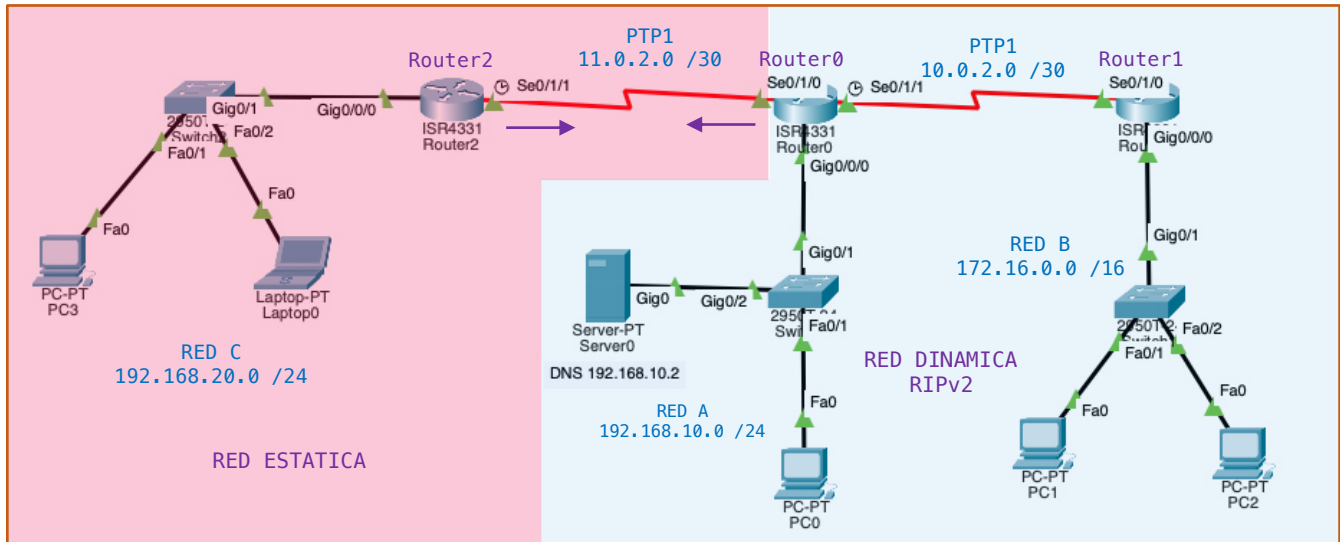 PTP1
11.0.2.0 /30
Router2
Router0
PTP1
10.0.2.0 /30
Router1
Gig0/1
Gig0/0/0
Se0/1/1
Se0/1/0
Se0/1/1
Se0/1/0
ISR4331
Router2
ISR4331
Router0
Gig0/0/0
Gig0/0/0
Switch2
Fa0/2
Fa0/1
Fa0
Fa0
PC-PT
PC3
Laptop-PT
Laptop0
RED C
192.168.20.0 /24
RED ESTATICA
Gig0/1
Gig0
Gig0/2
Server-PT
Server0
DNS 192.168.10.2
Fa0/1
RED A
192.168.10.0 /24
Fa0
PC-PT
PC0
RED DINAMICA
RIPv2
RED B
172.16.0.0 /16
Gig0/1
Fa0/2
Fa0/1
Fa0
Fa0
PC-PT
PC1
PC-PT
PC2